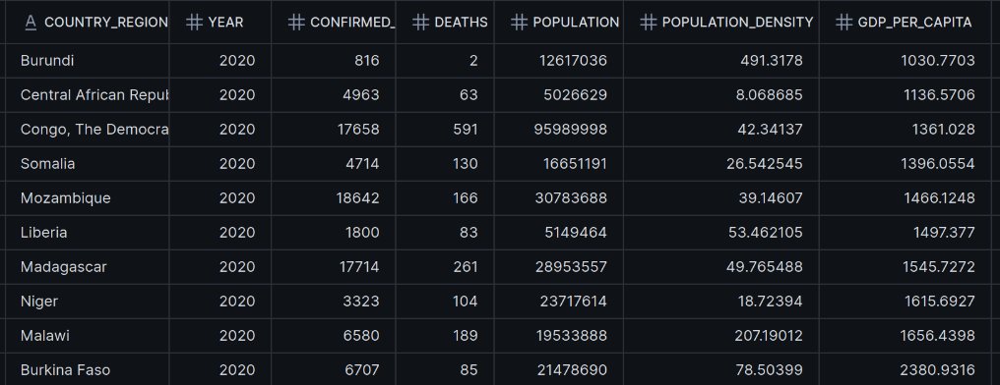 A COUNTRY_REGION # YEAR # CONFIRMED_ # DEATHS # POPULATION # POPULATION_DENSITY # GDP_PER_CAPITA
Burundi 2020 816 2 12617036 491.3178 1030.7703
Central African Repub 2020 4963 63 5026629 8.068685 1136.5706
Congo, The Democra 2020 17658 591 95989998 42.34137 1361.028
Somalia 2020 4714 130 16651191 26.542545 1396.0554
Mozambique 2020 18642 166 30783688 39.14607 1466.1248
Liberia 2020 1800 83 5149464 53.462105 1497.377
Madagascar 2020 17714 261 28953557 49.765488 1545.7272
Niger 2020 3323 104 23717614 18.72394 1615.6927
Malawi 2020 6580 189 19533888 207.19012 1656.4398
Burkina Faso 2020 6707 85 21478690 78.50399 2380.9316